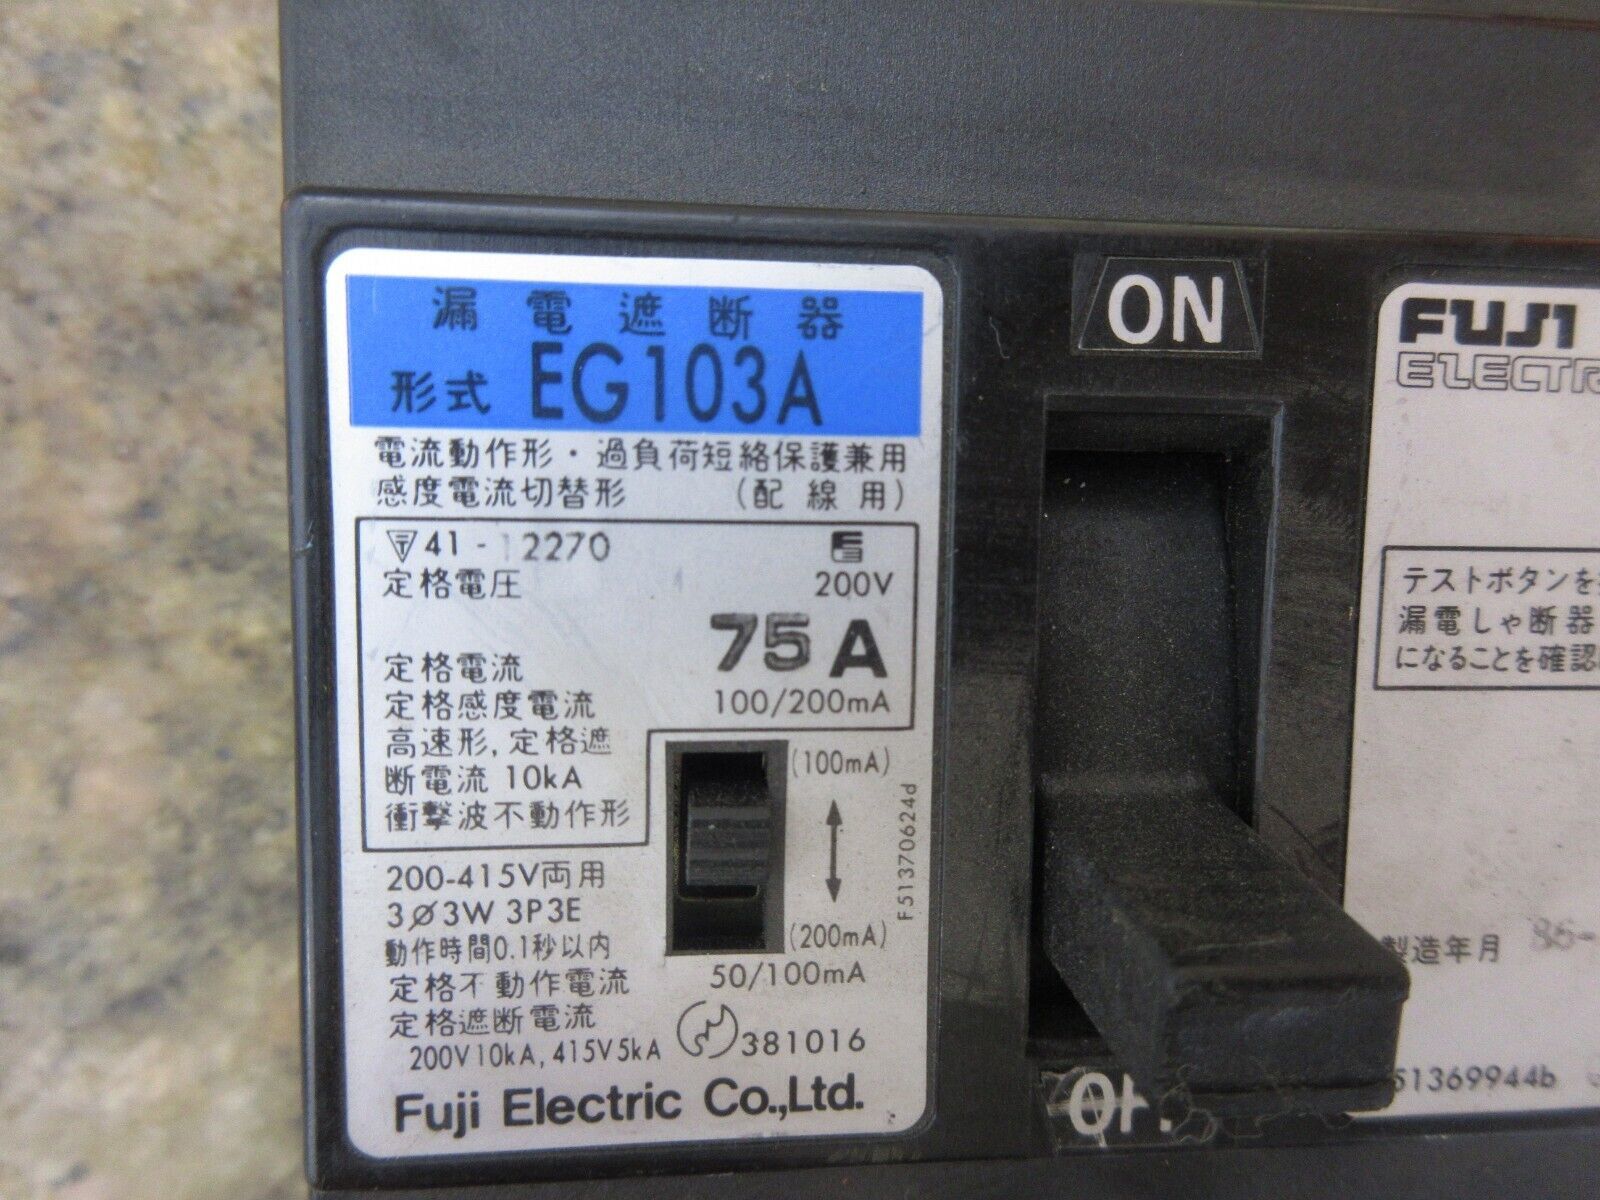 漏電遮断器
形式 EG103A
電流動作形・過負荷短絡保護兼用
感度電流切替形 (配線用)
41-12270
定格電圧 200V
定格電流 75A
定格感度電流 100/200mA
高速形,定格遮
断電流 10kA
衝撃波不動作形
(100mA)
(200mA)
F51370624d
200-415V両用
3ø3W 3P3E
動作時間0.1秒以内
定格不動作電流 50/100mA
定格遮断電流
200V10kA,415V5kA
381016
Fuji Electric Co.,Ltd.
ON
FUJI
ELECTR
テストボタンを
漏電しゃ断器
になることを確認
製造年月 86-
51369944b